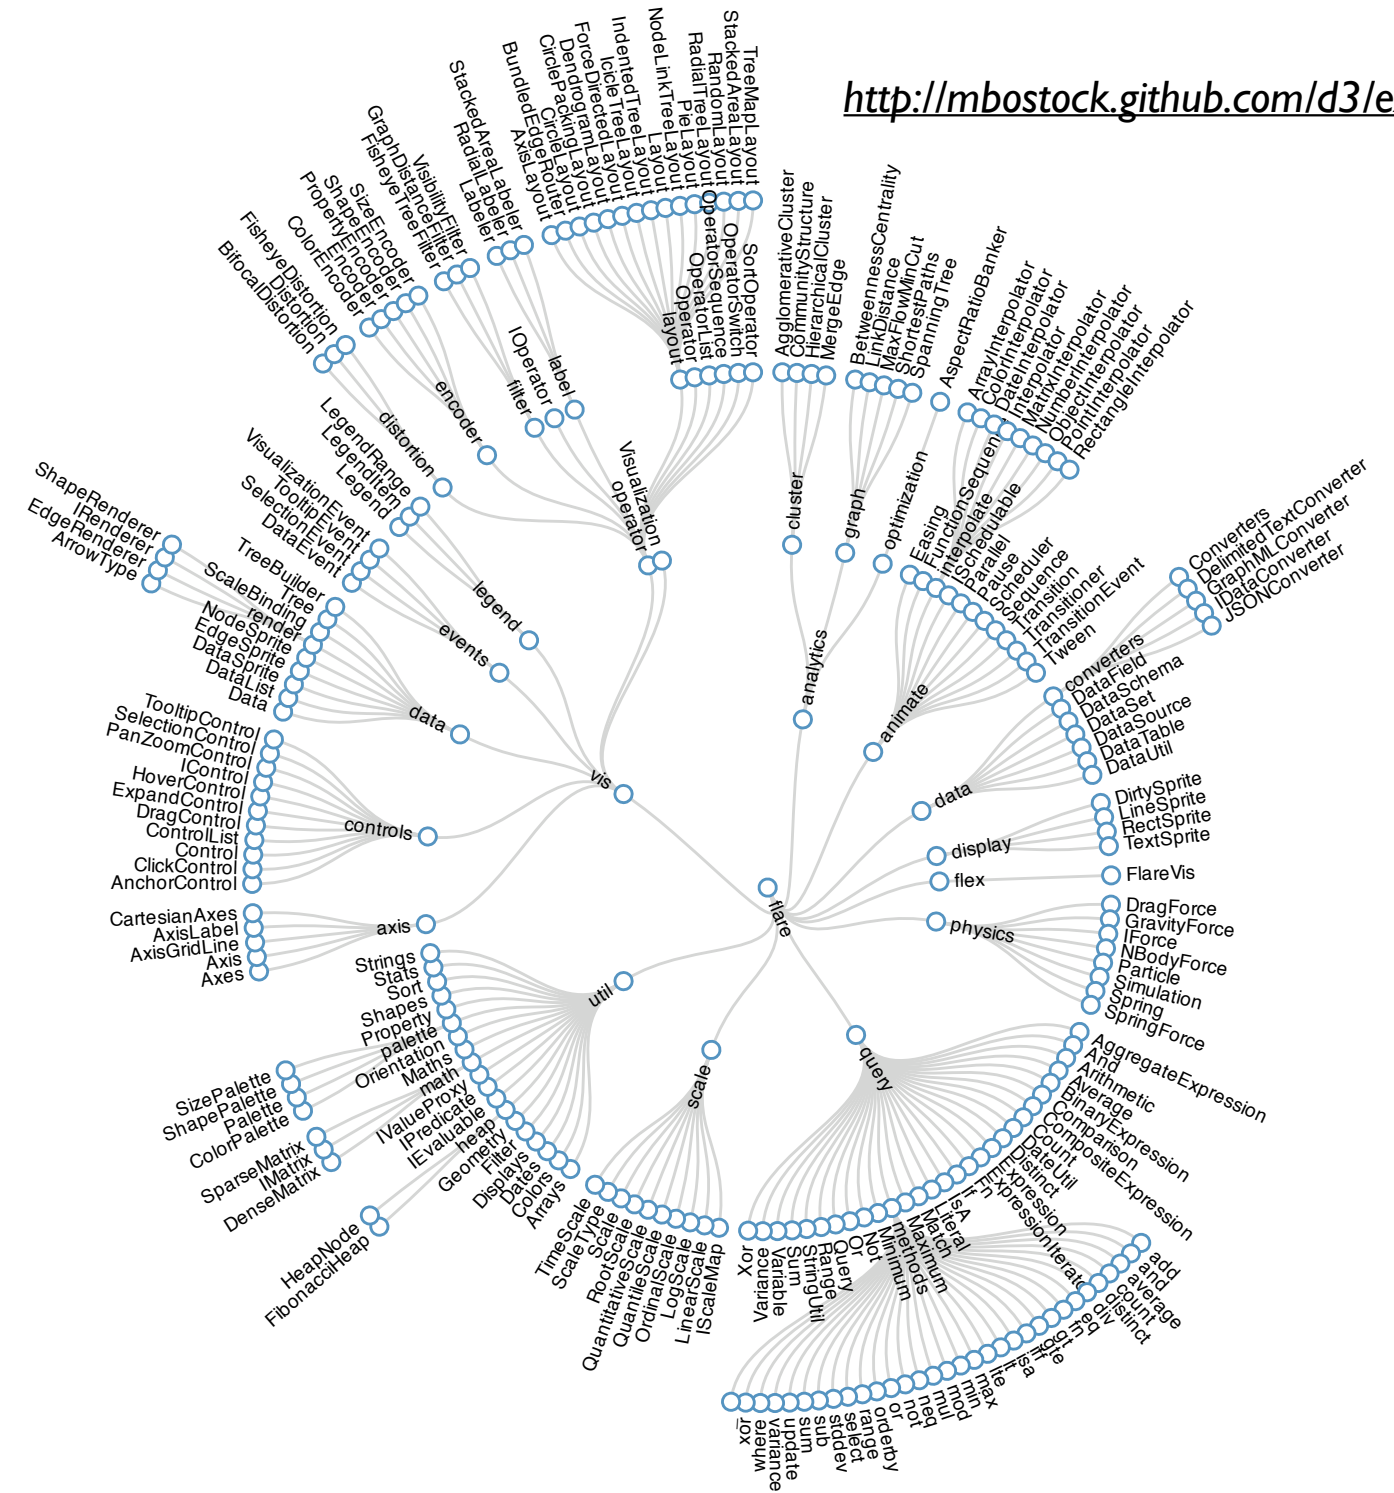 http://mbostock.github.com/d3/e
flare
analytics
cluster
AgglomerativeCluster
CommunityStructure
HierarchicalCluster
MergeEdge
graph
BetweennessCentrality
LinkDistance
MaxFlowMinCut
ShortestPaths
SpanningTree
optimization
AspectRatioBanker
animate
Easing
FunctionSequence
interpolate
ArrayInterpolator
ColorInterpolator
DateInterpolator
Interpolator
MatrixInterpolator
NumberInterpolator
ObjectInterpolator
PointInterpolator
RectangleInterpolator
ISchedulable
Parallel
Pause
Scheduler
Sequence
Transition
Transitioner
TransitionEvent
Tween
data
converters
Converters
DelimitedTextConverter
GraphMLConverter
IDataConverter
JSONConverter
DataField
DataSchema
DataSet
DataSource
DataTable
DataUtil
display
DirtySprite
LineSprite
RectSprite
TextSprite
flex
FlareVis
physics
DragForce
GravityForce
IForce
NBodyForce
Particle
Simulation
Spring
SpringForce
query
AggregateExpression
And
Arithmetic
Average
BinaryExpression
Comparison
CompositeExpression
Count
DateUtil
Distinct
Expression
ExpressionIterator
Fn
If
IsA
Literal
Match
Maximum
methods
add
and
average
count
distinct
div
eq
fn
gt
gte
iff
isa
lt
lte
max
min
mod
mul
neq
not
or
orderby
range
select
stddev
sub
sum
update
variance
where
xor
_
Minimum
Not
Or
Query
Range
StringUtil
Sum
Variable
Variance
Xor
scale
IScaleMap
LinearScale
LogScale
OrdinalScale
QuantileScale
QuantitativeScale
RootScale
Scale
ScaleType
TimeScale
util
Arrays
Colors
Dates
Displays
Filter
Geometry
heap
FibonacciHeap
HeapNode
IEvaluable
IPredicate
IValueProxy
math
DenseMatrix
IMatrix
SparseMatrix
Maths
Orientation
palette
ColorPalette
Palette
ShapePalette
SizePalette
Property
Shapes
Sort
Stats
Strings
vis
axis
Axes
Axis
AxisGridLine
AxisLabel
CartesianAxes
controls
AnchorControl
ClickControl
Control
ControlList
DragControl
ExpandControl
HoverControl
IControl
PanZoomControl
SelectionControl
TooltipControl
data
Data
DataList
DataSprite
EdgeSprite
NodeSprite
render
ArrowType
EdgeRenderer
IRenderer
ShapeRenderer
ScaleBinding
Tree
TreeBuilder
events
DataEvent
SelectionEvent
TooltipEvent
VisualizationEvent
legend
Legend
LegendItem
LegendRange
operator
distortion
BifocalDistortion
Distortion
FisheyeDistortion
encoder
ColorEncoder
Encoder
PropertyEncoder
ShapeEncoder
SizeEncoder
filter
FisheyeTreeFilter
GraphDistanceFilter
VisibilityFilter
IOperator
label
Labeler
RadialLabeler
StackedAreaLabeler
layout
AxisLayout
BundledEdgeRouter
CircleLayout
CirclePackingLayout
DendrogramLayout
ForceDirectedLayout
IcicleTreeLayout
IndentedTreeLayout
Layout
NodeLinkTreeLayout
PieLayout
RadialTreeLayout
RandomLayout
StackedAreaLayout
TreeMapLayout
Operator
OperatorList
OperatorSequence
OperatorSwitch
SortOperator
Visualization